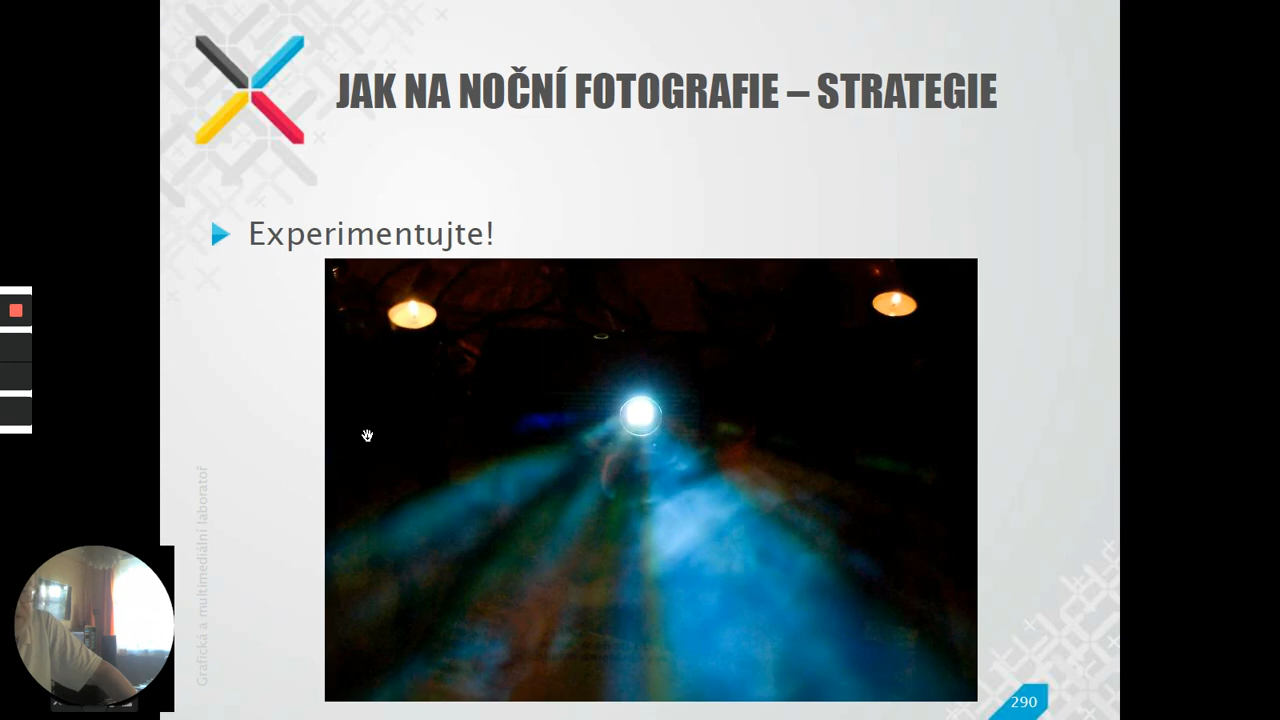 JAK NA NOČNÍ FOTOGRAFIE – STRATEGIE
Experimentujte!
Grafická a multimediální laboratoř
290